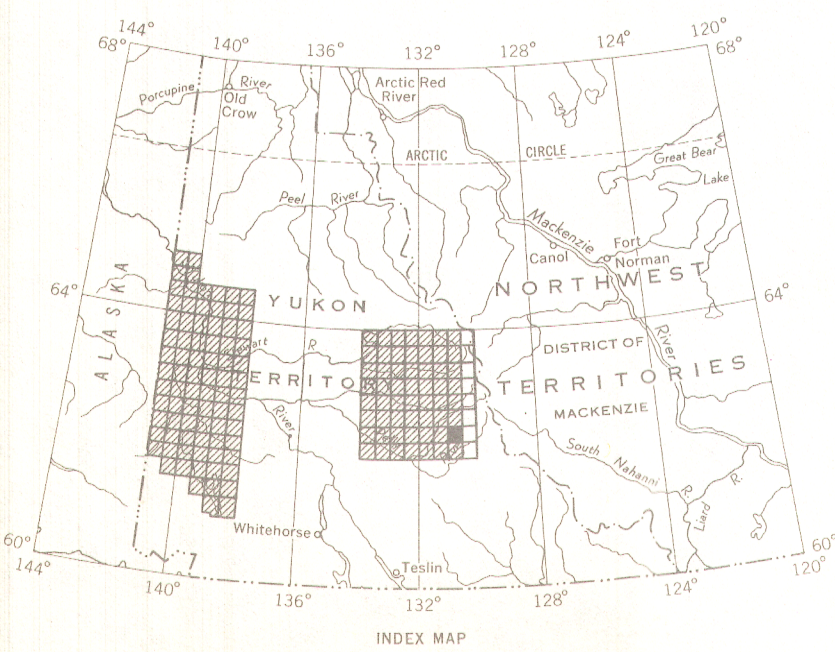 144°
140°
136°
132°
128°
124°
120°
68°
68°
Porcupine River
Old
Crow
Arctic Red
River
ARCTIC CIRCLE
Great Bear
Lake
Peel River
Mackenzie
Canol
Fort
Norman
ALASKA
64°
YUKON
NORTHWEST
64°
R.
DISTRICT OF
River
ERRITORY
TERRITORIES
MACKENZIE
River
South Nahanni
R.
Liard
R.
Whitehorse
Teslin
60°
144°
140°
136°
132°
128°
124°
60°
120°
INDEX MAP